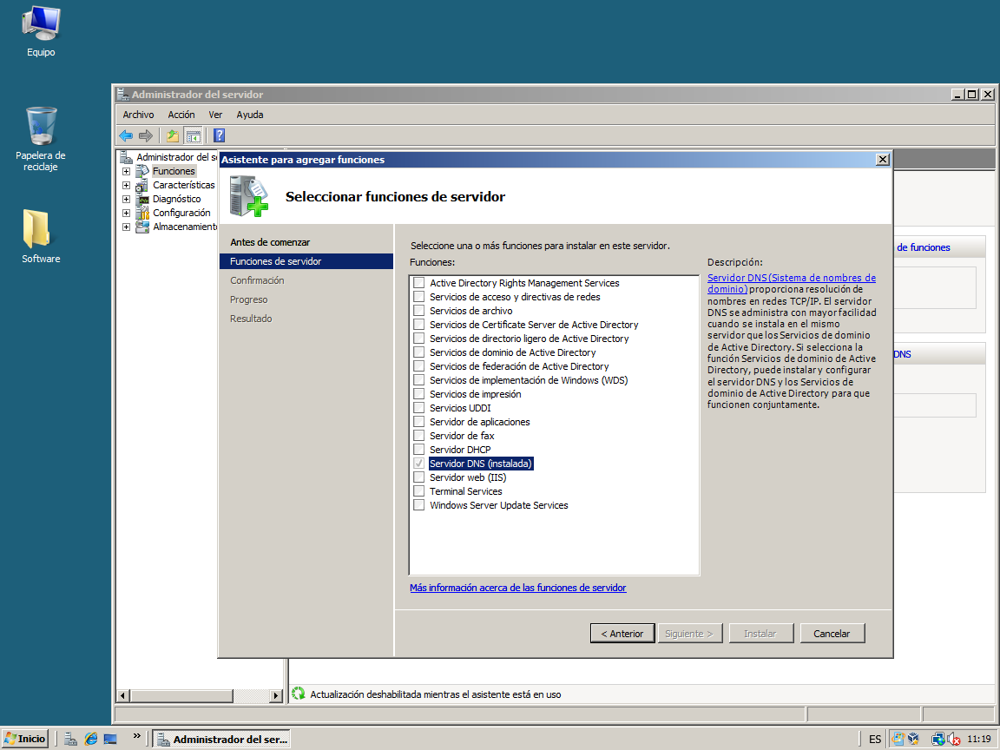 Equipo
Papelera de
reciclaje
Software
Administrador del servidor
Archivo Acción Ver Ayuda
Administrador del s
Funciones
Características
Diagnóstico
Configuración
Almacenamiento
Asistente para agregar funciones
Seleccionar funciones de servidor
Antes de comenzar
Funciones de servidor
Confirmación
Progreso
Resultado
Seleccione una o más funciones para instalar en este servidor.
Funciones:
Active Directory Rights Management Services
Servicios de acceso y directivas de redes
Servicios de archivo
Servicios de Certificate Server de Active Directory
Servicios de directorio ligero de Active Directory
Servicios de dominio de Active Directory
Servicios de federación de Active Directory
Servicios de implementación de Windows (WDS)
Servicios de impresión
Servicios UDDI
Servidor de aplicaciones
Servidor de fax
Servidor DHCP
Servidor DNS (instalada)
Servidor web (IIS)
Terminal Services
Windows Server Update Services
Más información acerca de las funciones de servidor
Descripción:
Servidor DNS (Sistema de nombres de
dominio) proporciona resolución de
nombres en redes TCP/IP. El servidor
DNS se administra con mayor facilidad
cuando se instala en el mismo
servidor que los Servicios de dominio
de Active Directory. Si selecciona la
función Servicios de dominio de Active
Directory, puede instalar y configurar
el servidor DNS y los Servicios de
dominio de Active Directory para que
funcionen conjuntamente.
de funciones
DNS
< Anterior Siguiente > Instalar Cancelar
Actualización deshabilitada mientras el asistente está en uso
Inicio » Administrador del ser... ES 11:19